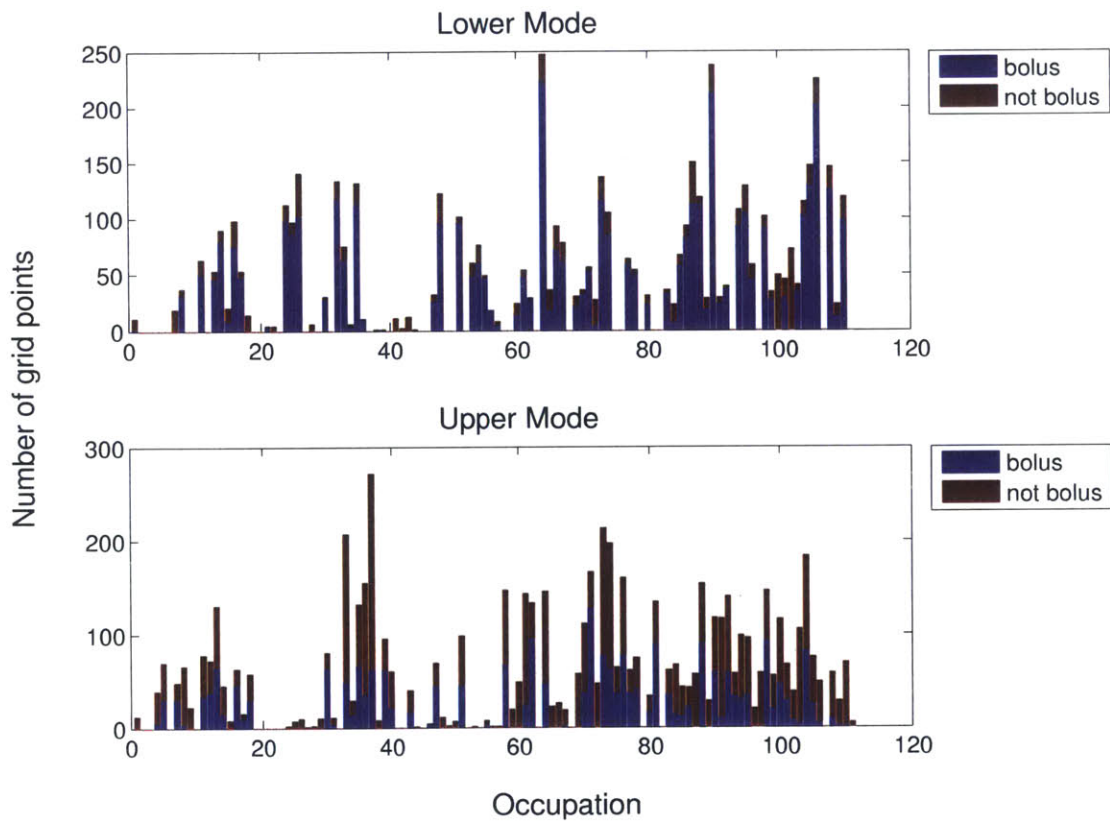 Lower Mode
250
200
150
100
50
0
0 20 40 60 80 100 120
bolus
not bolus
Number of grid points
Upper Mode
300
200
100
0
0 20 40 60 80 100 120
bolus
not bolus
Occupation